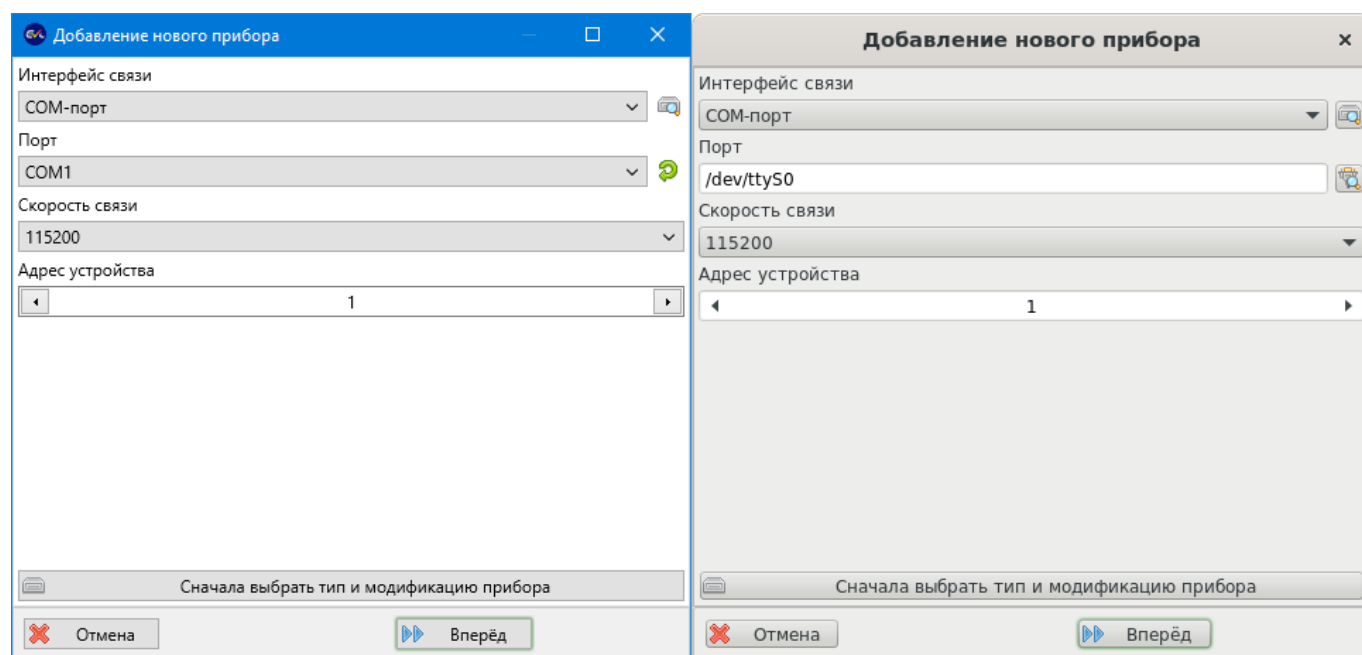 Добавление нового прибора
Интерфейс связи
COM-порт
Порт
COM1
Скорость связи
115200
Адрес устройства
1
Сначала выбрать тип и модификацию прибора
Отмена
Вперёд
Добавление нового прибора
Интерфейс связи
COM-порт
Порт
/dev/ttyS0
Скорость связи
115200
Адрес устройства
1
Сначала выбрать тип и модификацию прибора
Отмена
Вперёд